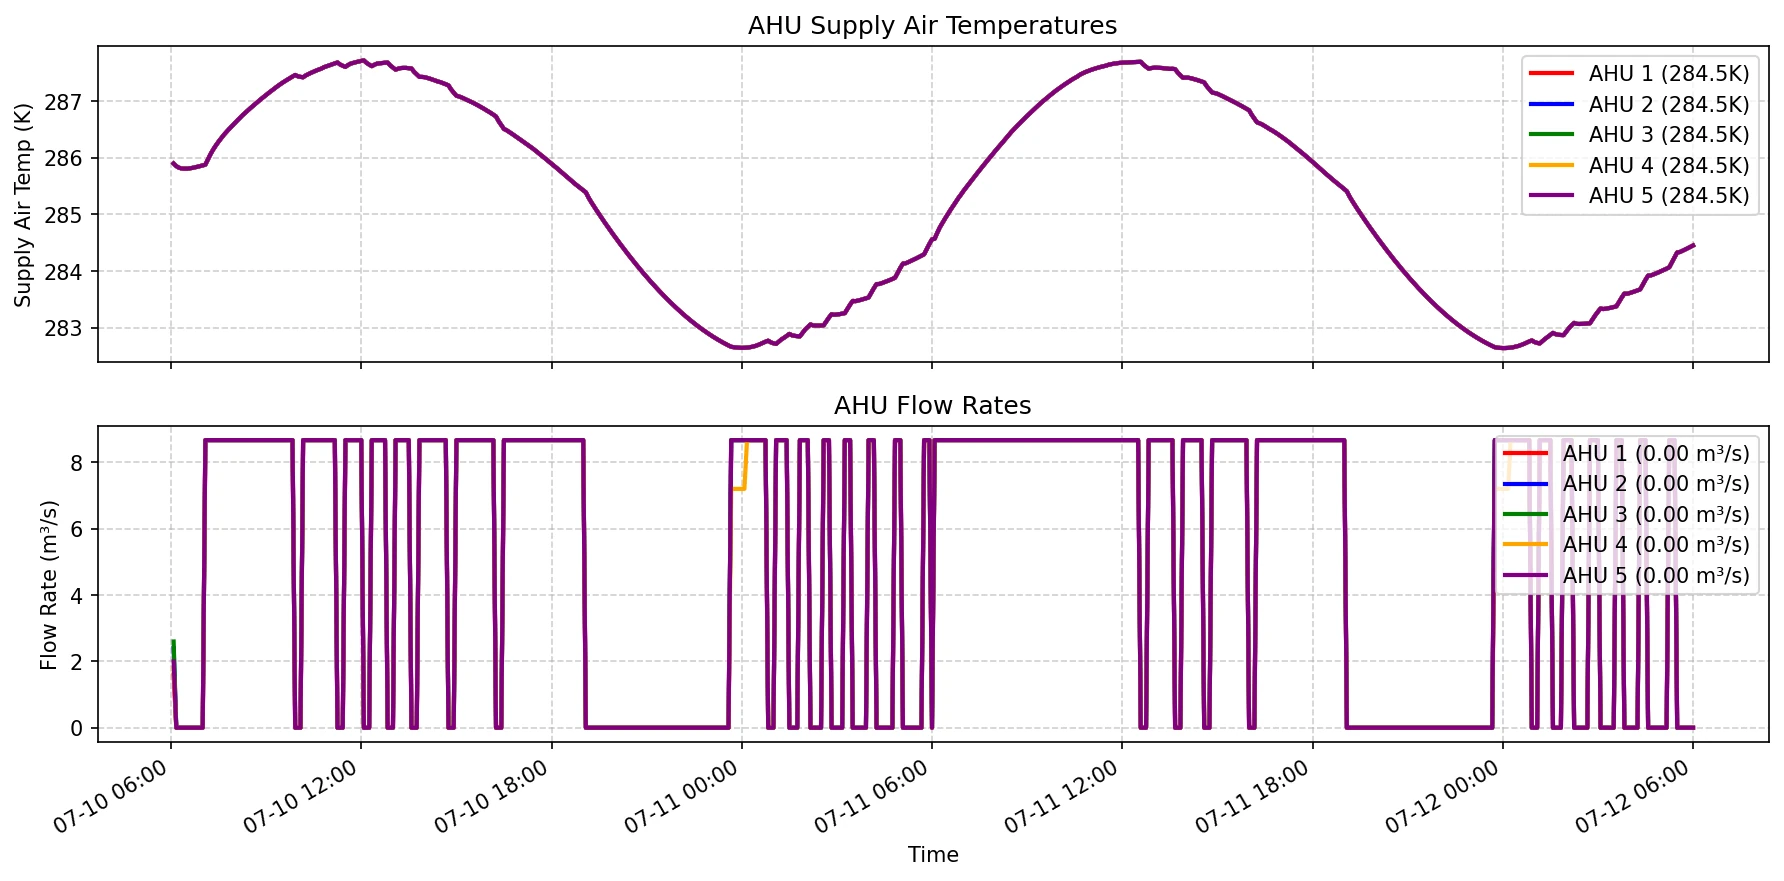 AHU Supply Air Temperatures
Supply Air Temp (K)
287
286
285
284
283
AHU 1 (284.5K)
AHU 2 (284.5K)
AHU 3 (284.5K)
AHU 4 (284.5K)
AHU 5 (284.5K)
AHU Flow Rates
Flow Rate (m³/s)
8
6
4
2
0
AHU 1 (0.00 m³/s)
AHU 2 (0.00 m³/s)
AHU 3 (0.00 m³/s)
AHU 4 (0.00 m³/s)
AHU 5 (0.00 m³/s)
07-10 06:00
07-10 12:00
07-10 18:00
07-11 00:00
07-11 06:00
07-11 12:00
07-11 18:00
07-12 00:00
07-12 06:00
Time